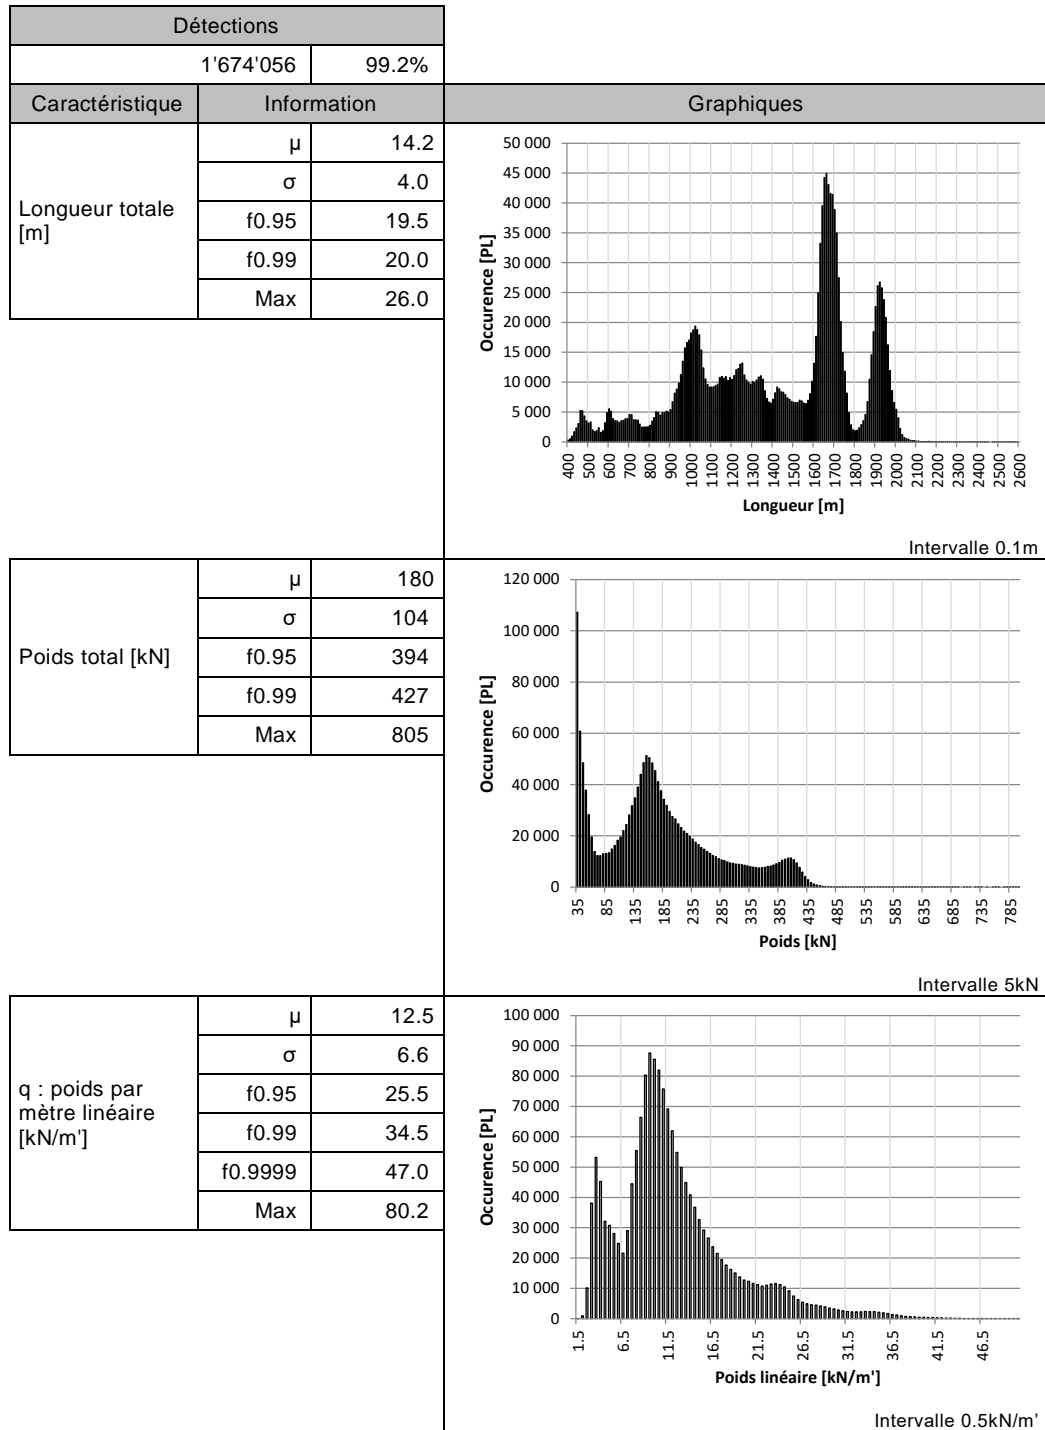 Détections
1'674'056 99.2%
Caractéristique Information Graphiques
Longueur totale
[m]
µ 14.2
σ 4.0
f0.95 19.5
f0.99 20.0
Max 26.0
50 000
45 000
40 000
35 000
30 000
25 000
20 000
15 000
10 000
5 000
0
Occurence [PL]
400 500 600 700 800 900 1000 1100 1200 1300 1400 1500 1600 1700 1800 1900 2000 2100 2200 2300 2400 2500 2600
Longueur [m]
Intervalle 0.1m
Poids total [kN]
µ 180
σ 104
f0.95 394
f0.99 427
Max 805
120 000
100 000
80 000
60 000
40 000
20 000
0
Occurence [PL]
35 85 135 185 235 285 335 385 435 485 535 585 635 685 735 785
Poids [kN]
Intervalle 5kN
q : poids par
mètre linéaire
[kN/m']
µ 12.5
σ 6.6
f0.95 25.5
f0.99 34.5
f0.9999 47.0
Max 80.2
100 000
90 000
80 000
70 000
60 000
50 000
40 000
30 000
20 000
10 000
0
Occurence [PL]
1.5 6.5 11.5 16.5 21.5 26.5 31.5 36.5 41.5 46.5
Poids linéaire [kN/m']
Intervalle 0.5kN/m’